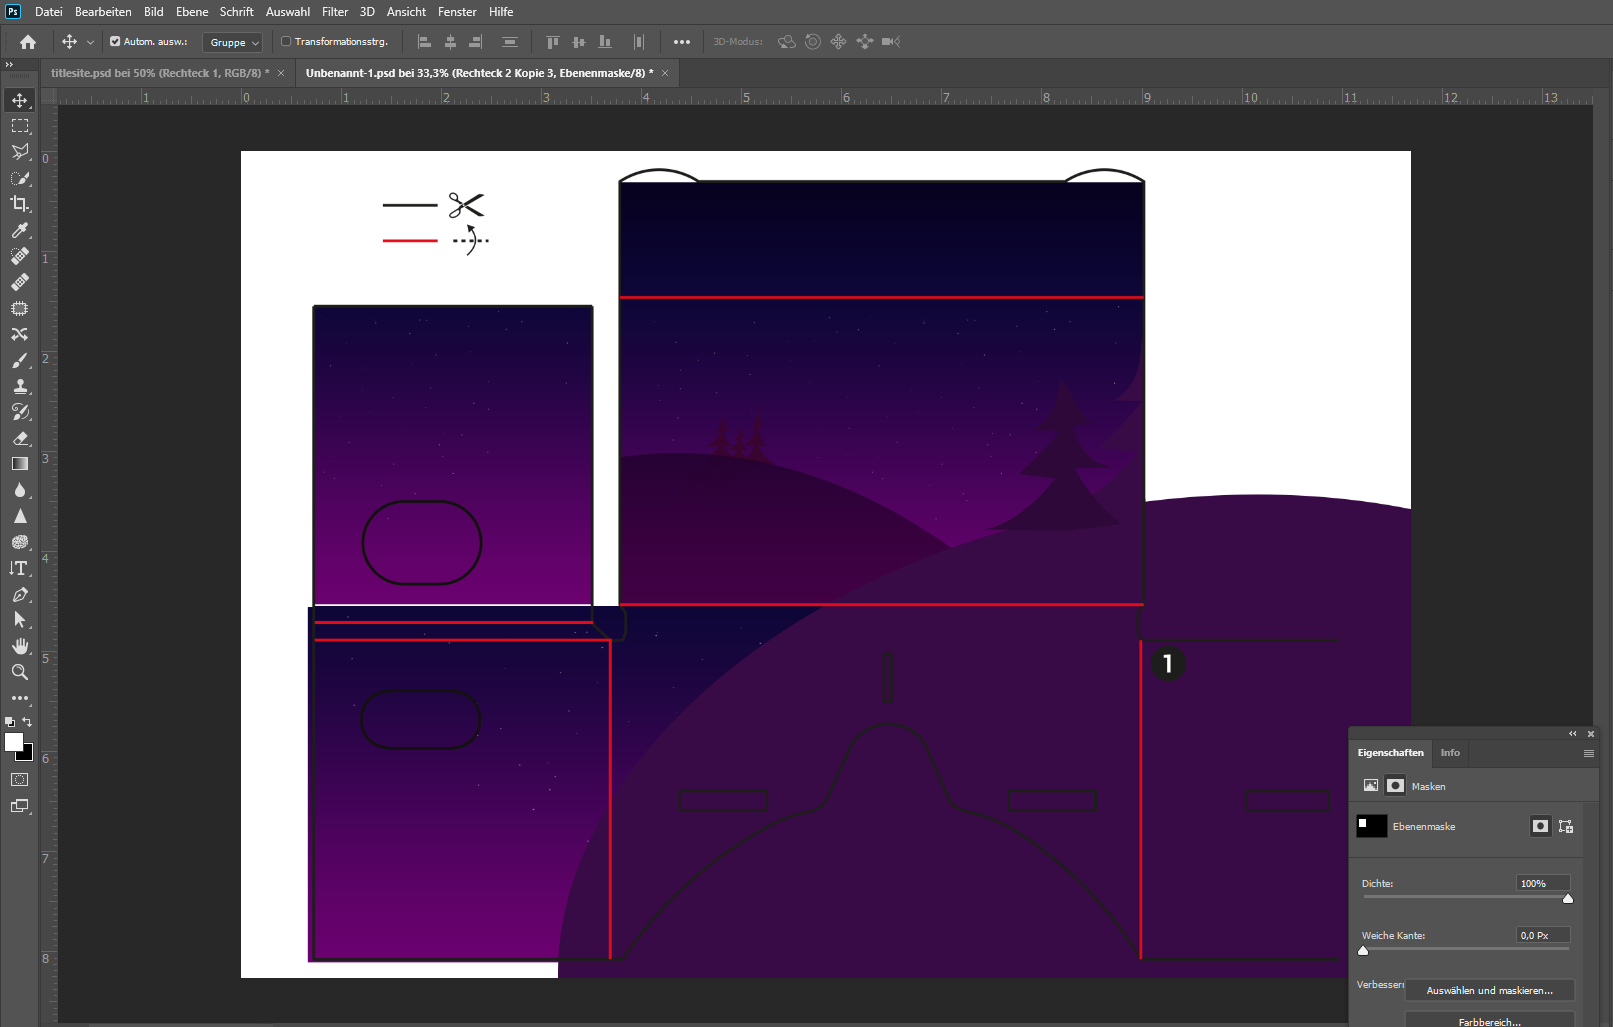 Ps Datei Bearbeiten Bild Ebene Schrift Auswahl Filter 3D Ansicht Fenster Hilfe
Autom. ausw.: Gruppe Transformationsstrg. ••• 3D-Modus:
titlesite.psd bei 50% (Rechteck 1, RGB/8) * × Unbenannt-1.psd bei 33,3% (Rechteck 2 Kopie 3, Ebenenmaske/8) * ×
1 0 1 2 3 4 5 6 7 8 9 10 11 12 13
0
1
2
3
4
5
6
7
8
1
Eigenschaften Info
Masken
Ebenenmaske
Dichte: 100%
Weiche Kante: 0,0 Px
Verbessern
Auswählen und maskieren...
Farbbereich...